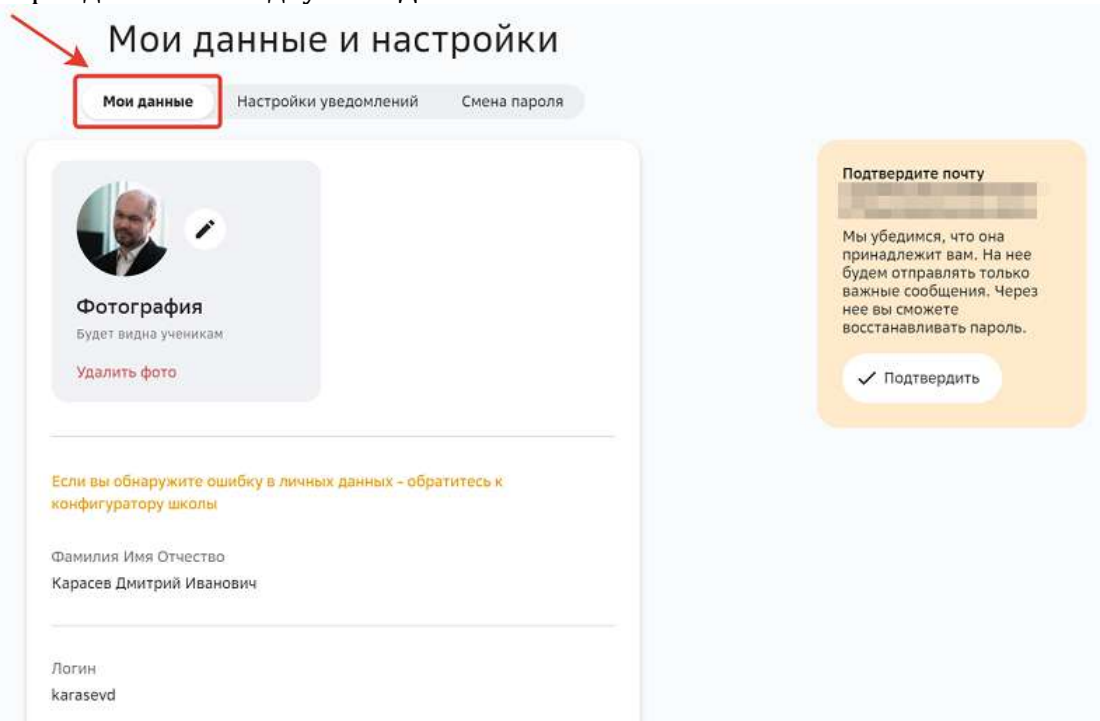 Мои данные и настройки
Мои данные
Настройки уведомлений
Смена пароля
Фотография
Будет видна ученикам
Удалить фото
Если вы обнаружите ошибку в личных данных - обратитесь к
конфигуратору школы
Фамилия Имя Отчество
Карасев Дмитрий Иванович
Логин
karasevd
Подтвердите почту
Мы убедимся, что она
принадлежит вам. На нее
будем отправлять только
важные сообщения. Через
нее вы сможете
восстанавливать пароль.
Подтвердить